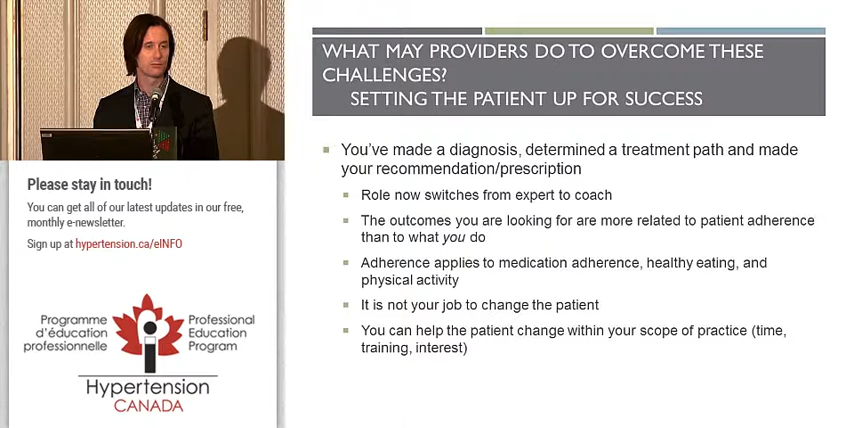 WHAT MAY PROVIDERS DO TO OVERCOME THESE
CHALLENGES?
SETTING THE PATIENT UP FOR SUCCESS
You've made a diagnosis, determined a treatment path and made
your recommendation/prescription
Role now switches from expert to coach
The outcomes you are looking for are more related to patient adherence
than to what you do
Adherence applies to medication adherence, healthy eating, and
physical activity
It is not your job to change the patient
You can help the patient change within your scope of practice (time,
training, interest)
Please stay in touch!
You can get all of our latest updates in our free,
monthly e-newsletter.
Sign up at hypertension.ca/eINFO
Programme
d'éducation
professionnelle
Professional
Education
Program
Hypertension
CANADA